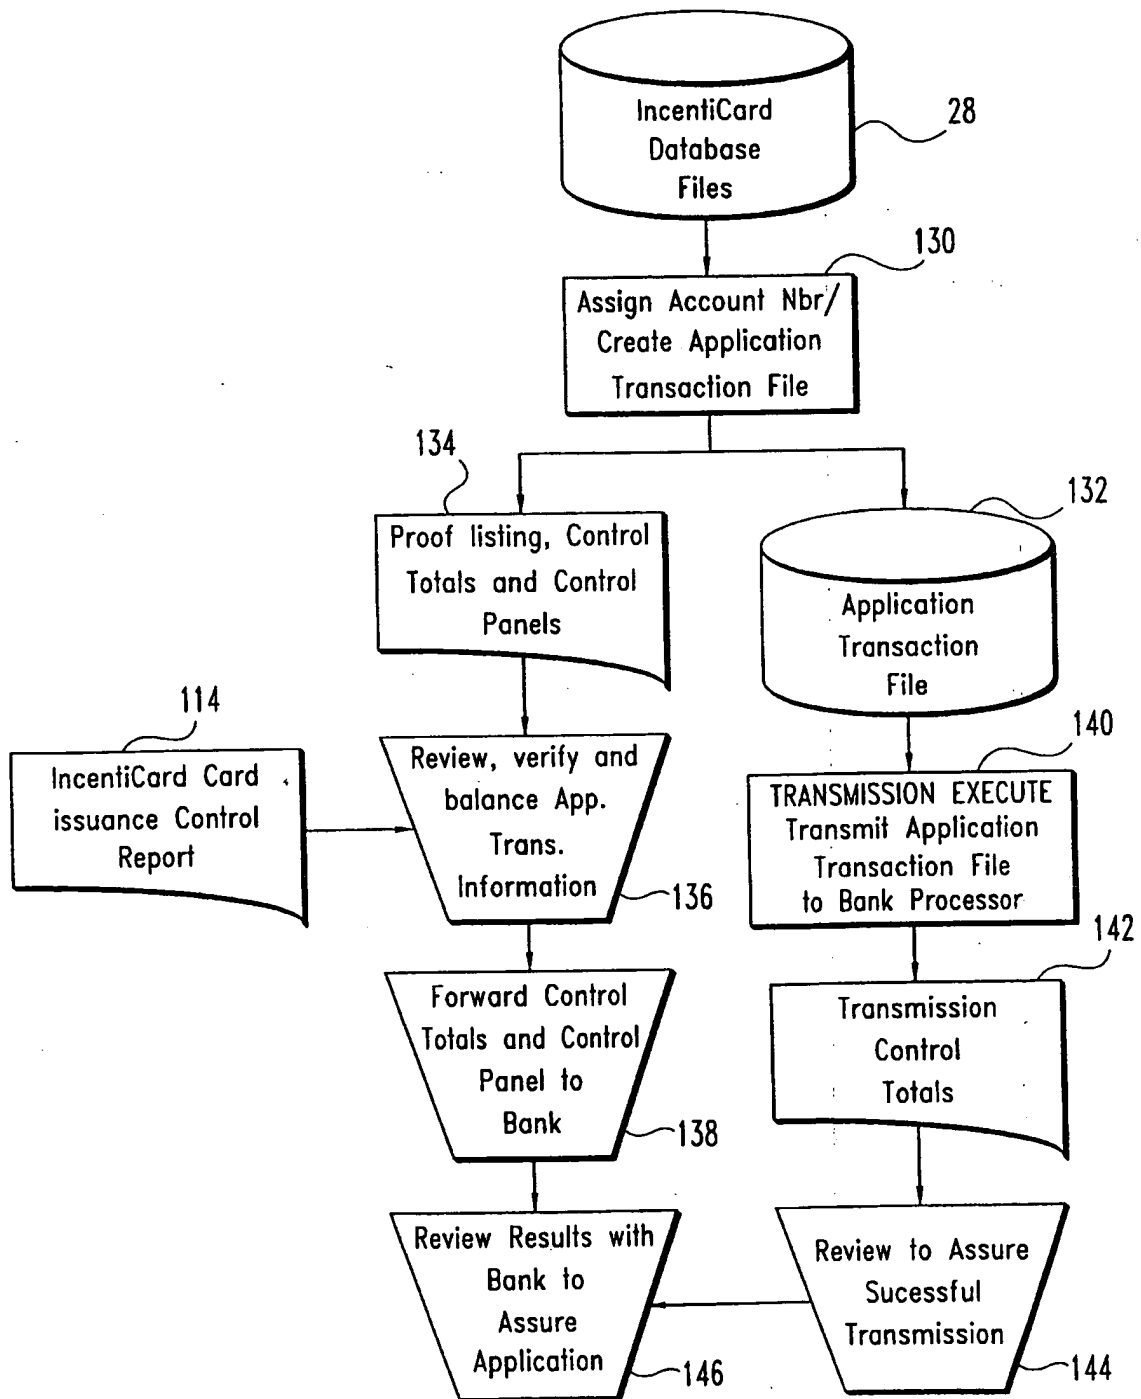 IncentiCard
Database
Files
28
130
Assign Account Nbr/
Create Application
Transaction File
134
Proof listing, Control
Totals and Control
Panels
132
Application
Transaction
File
114
IncentiCard Card
issuance Control
Report
Review, verify and
balance App.
Trans.
Information
136
140
TRANSMISSION EXECUTE
Transmit Application
Transaction File
to Bank Processor
Forward Control
Totals and Control
Panel to
Bank
138
142
Transmission
Control
Totals
Review Results with
Bank to
Assure
Application
146
Review to Assure
Sucessful
Transmission
144